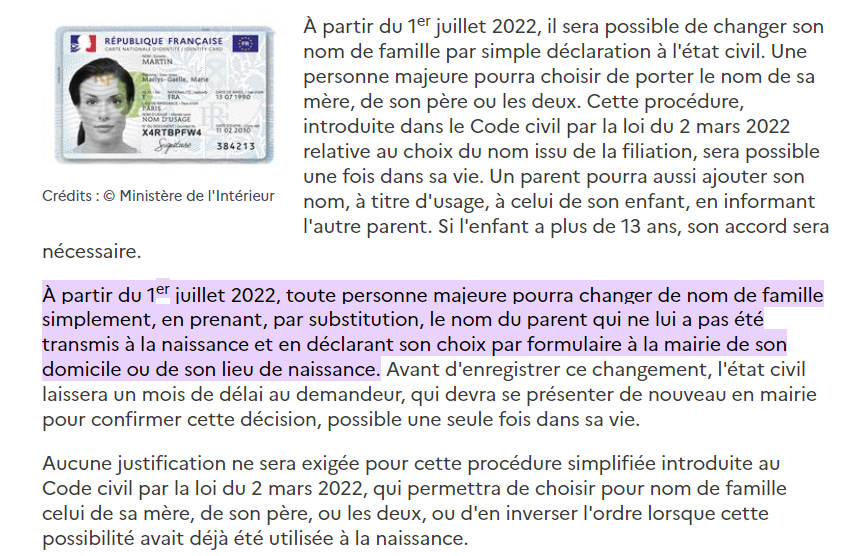 RÉPUBLIQUE FRANÇAISE
FR
CARTE NATIONALE D'IDENTITÉ / IDENTITY CARD
MARTIN
Maëlys-Gaëlle, Marie
FRA
13 07 1990
PARIS
NOM D'USAGE
X4RTBPFW4
11 02 2030
384213
Crédits : © Ministère de l'Intérieur
À partir du 1er juillet 2022, il sera possible de changer son
nom de famille par simple déclaration à l'état civil. Une
personne majeure pourra choisir de porter le nom de sa
mère, de son père ou les deux. Cette procédure,
introduite dans le Code civil par la loi du 2 mars 2022
relative au choix du nom issu de la filiation, sera possible
une fois dans sa vie. Un parent pourra aussi ajouter son
nom, à titre d'usage, à celui de son enfant, en informant
l'autre parent. Si l'enfant a plus de 13 ans, son accord sera
nécessaire.
À partir du 1er juillet 2022, toute personne majeure pourra changer de nom de famille
simplement, en prenant, par substitution, le nom du parent qui ne lui a pas été
transmis à la naissance et en déclarant son choix par formulaire à la mairie de son
domicile ou de son lieu de naissance. Avant d'enregistrer ce changement, l'état civil
laissera un mois de délai au demandeur, qui devra se présenter de nouveau en mairie
pour confirmer cette décision, possible une seule fois dans sa vie.
Aucune justification ne sera exigée pour cette procédure simplifiée introduite au
Code civil par la loi du 2 mars 2022, qui permettra de choisir pour nom de famille
celui de sa mère, de son père, ou les deux, ou d'en inverser l'ordre lorsque cette
possibilité avait déjà été utilisée à la naissance.